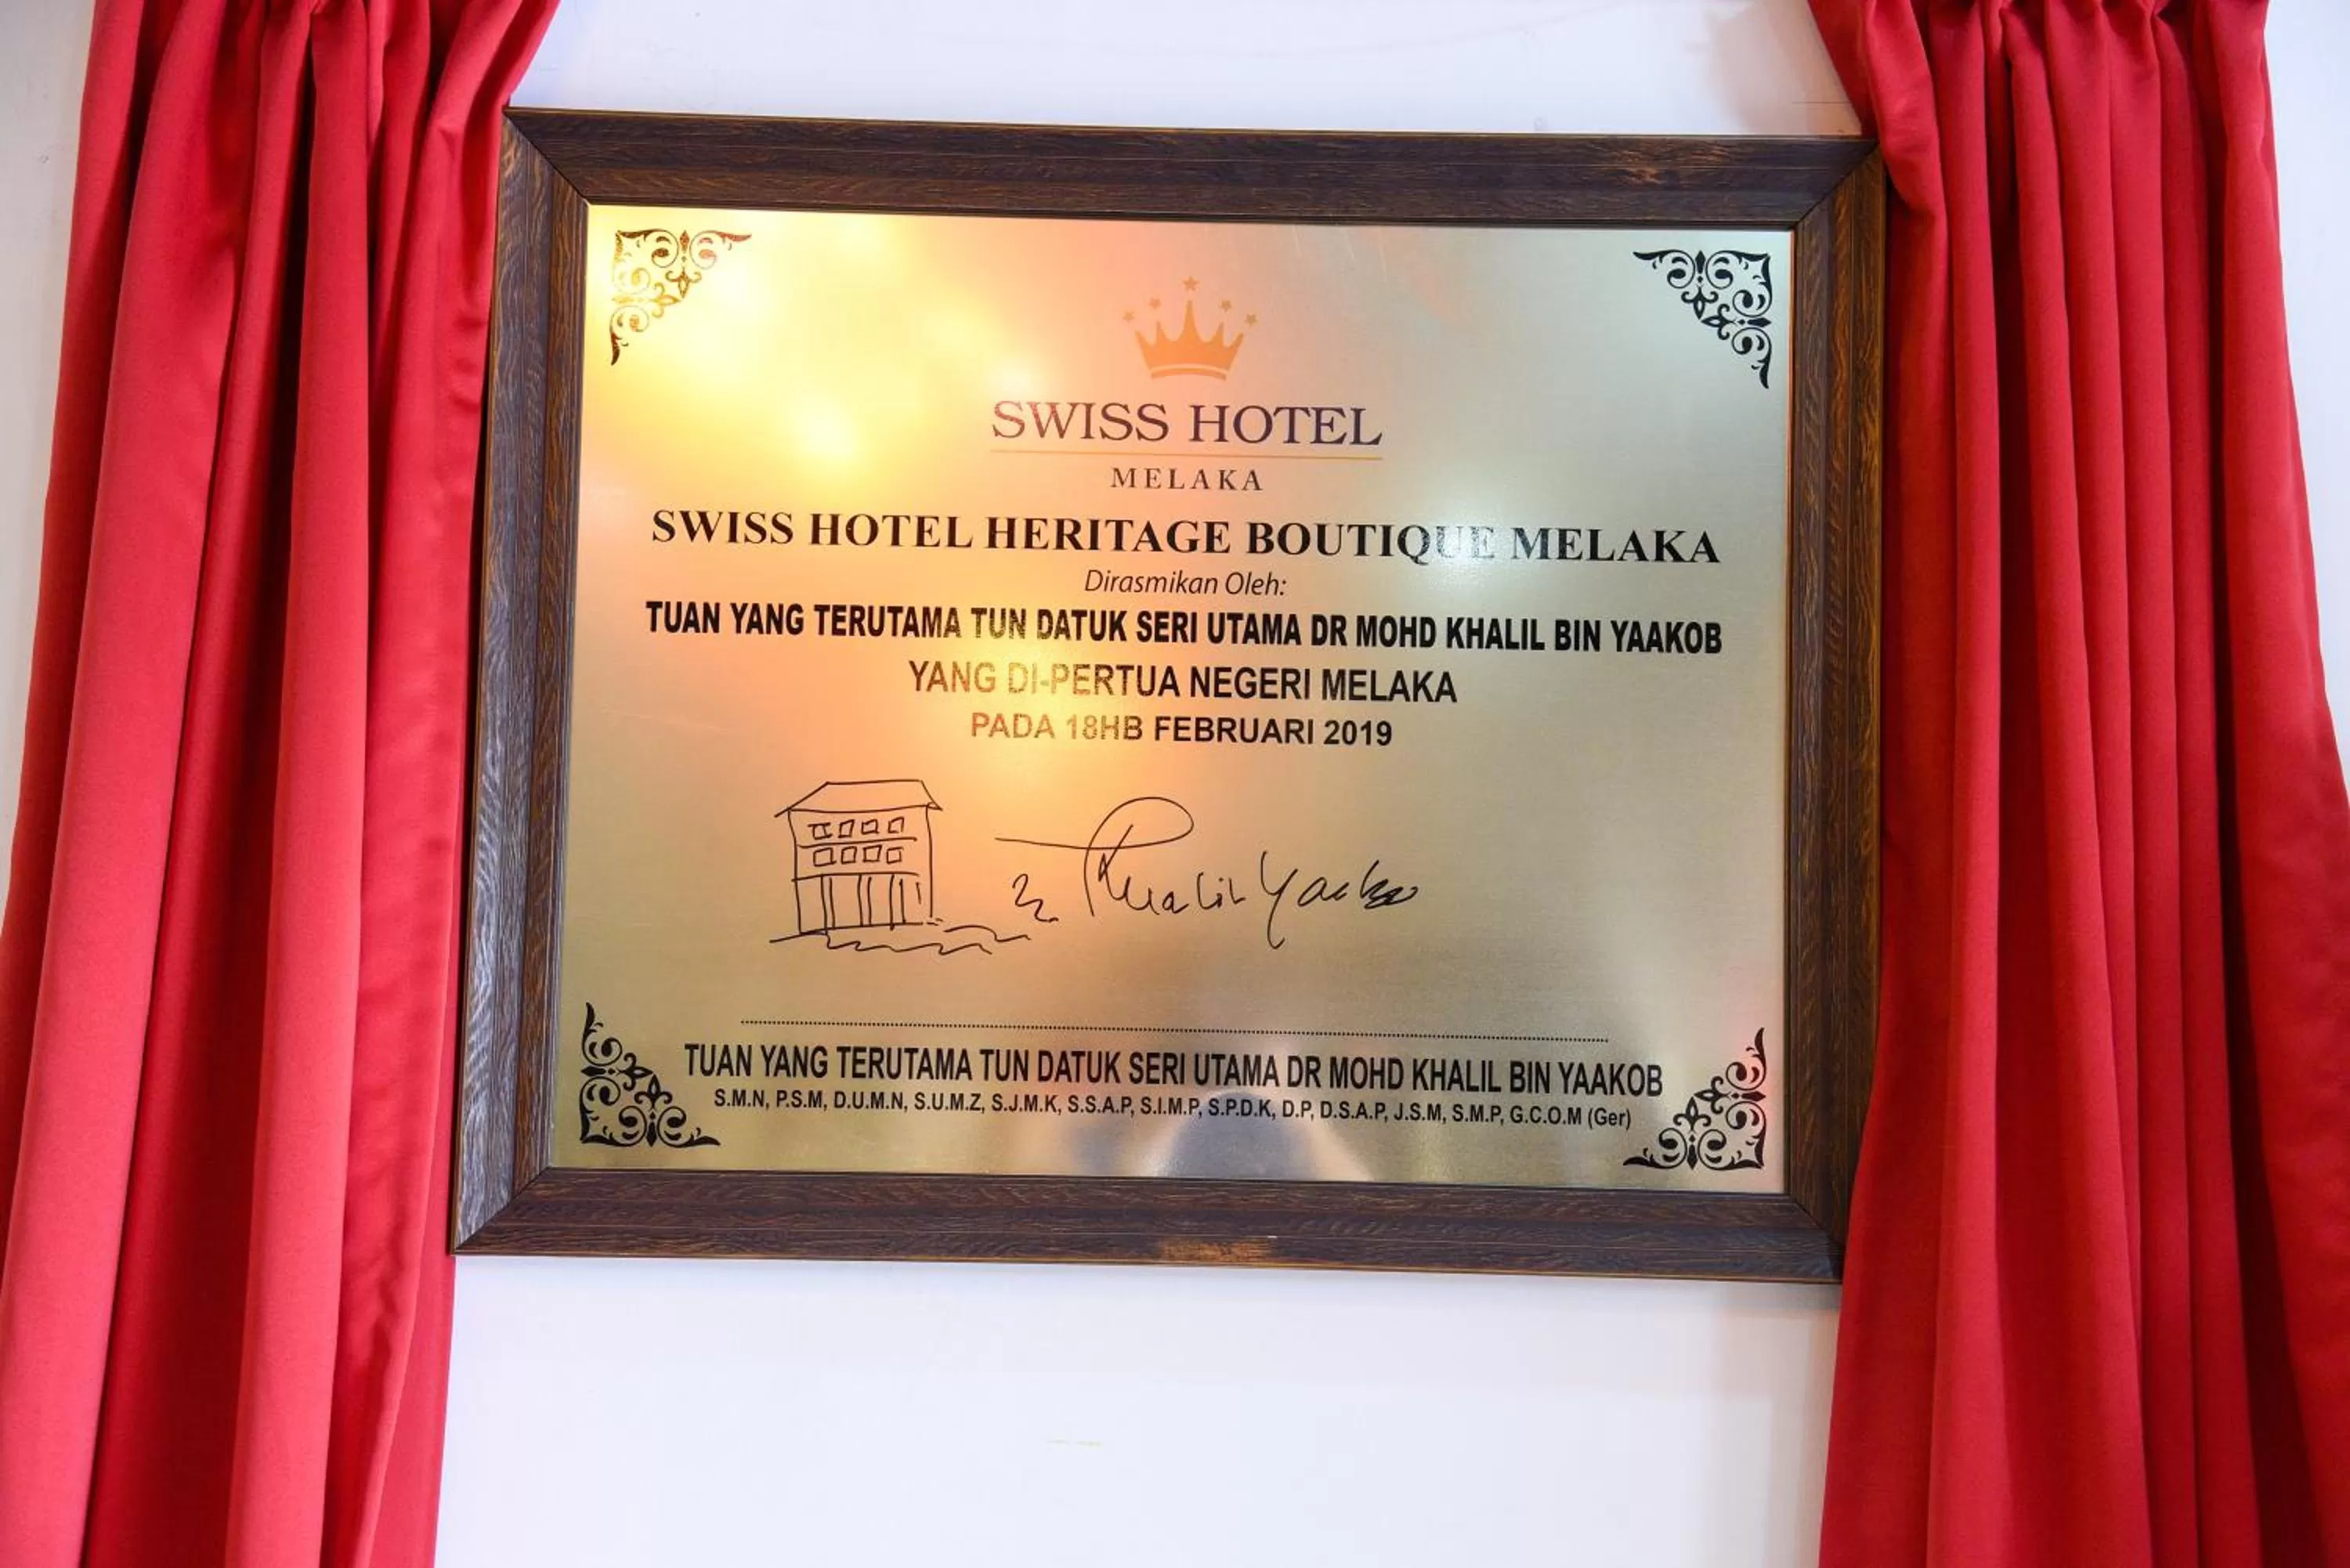 SWISS HOTEL
MELAKA
SWISS HOTEL HERITAGE BOUTIQUE MELAKA
Dirasmikan Oleh:
TUAN YANG TERUTAMA TUN DATUK SERI UTAMA DR MOHD KHALIL BIN YAAKOB
YANG DI-PERTUA NEGERI MELAKA
PADA 18HB FEBRUARI 2019
Khalil Yaakob
TUAN YANG TERUTAMA TUN DATUK SERI UTAMA DR MOHD KHALIL BIN YAAKOB
S.M.N, P.S.M, D.U.M.N, S.U.M.Z, S.J.M.K, S.S.A.P, S.I.M.P, S.P.D.K, D.P, D.S.A.P, J.S.M, S.M.P, G.C.O.M (Ger)